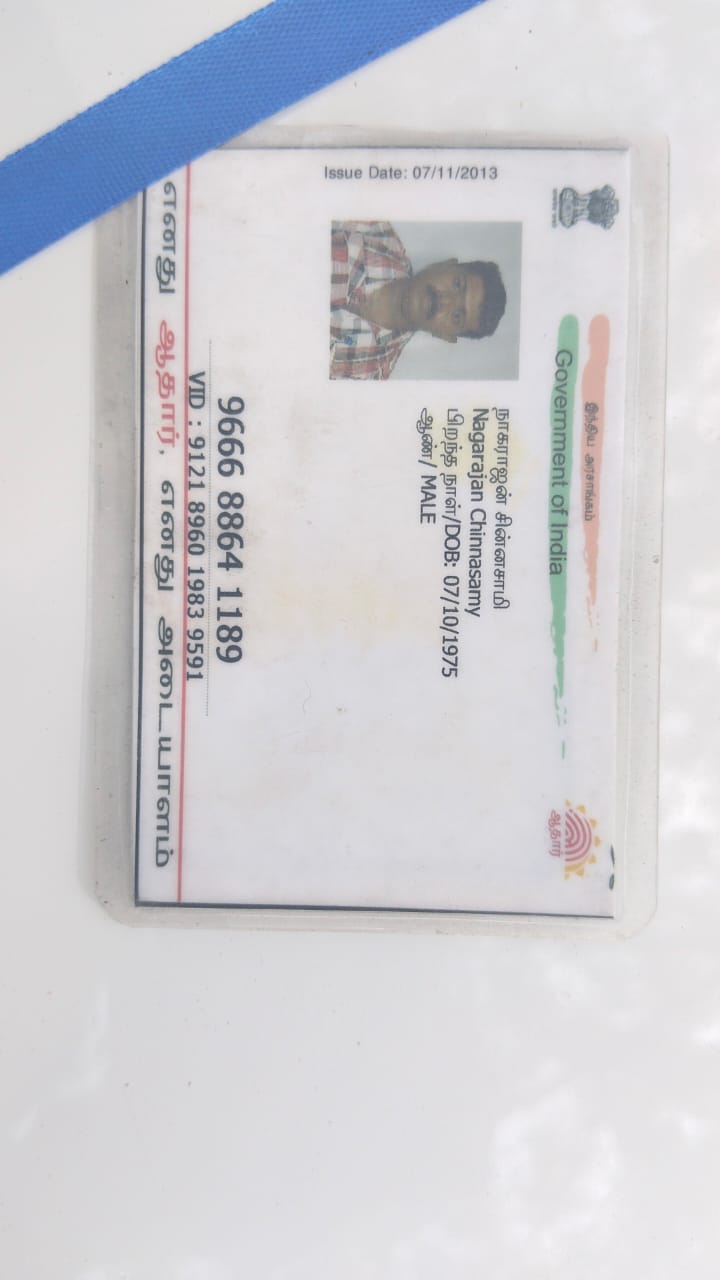 இந்திய அரசாங்கம்
Government of India
ஆதார்
Issue Date: 07/11/2013
நாகராஜன் சின்னசாமி
Nagarajan Chinnasamy
பிறந்த நாள்/DOB: 07/10/1975
ஆண்/ MALE
9666 8864 1189
VID : 9121 8960 1983 9591
எனது ஆதார், எனது அடையாளம்